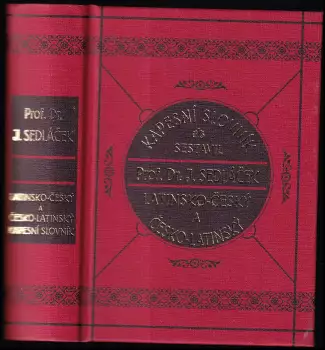 Prof. Dr.
J. SEDLÁČEK
LATINSKO-ČESKÝ
A
ČESKO-LATINSKÝ
KAPESNÍ SLOVNÍK
KAPESNÍ SLOVNÍK
SESTAVIL
Prof. Dr. J. SEDLÁČEK
LATINSKO-ČESKÝ
A
ČESKO-LATINSKÝ